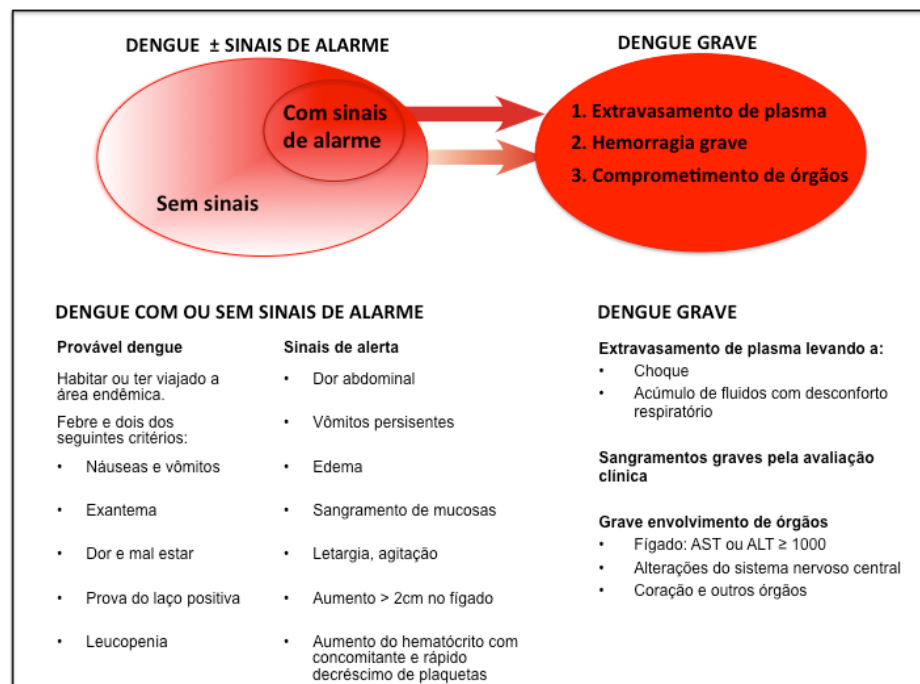 DENGUE ± SINAIS DE ALARME
DENGUE GRAVE
Com sinais
de alarme
Sem sinais
1. Extravasamento de plasma
2. Hemorragia grave
3. Comprometimento de órgãos
DENGUE COM OU SEM SINAIS DE ALARME
Provável dengue
Habitar ou ter viajado a
área endêmica.
Febre e dois dos
seguintes critérios:
• Náuseas e vômitos
• Exantema
• Dor e mal estar
• Prova do laço positiva
• Leucopenia
Sinais de alerta
• Dor abdominal
• Vômitos persisentes
• Edema
• Sangramento de mucosas
• Letargia, agitação
• Aumento > 2cm no fígado
• Aumento do hematócrito com
concomitante e rápido
decréscimo de plaquetas
DENGUE GRAVE
Extravasamento de plasma levando a:
• Choque
• Acúmulo de fluidos com desconforto
respiratório
Sangramentos graves pela avaliação
clínica
Grave envolvimento de órgãos
• Fígado: AST ou ALT ≥ 1000
• Alterações do sistema nervoso central
• Coração e outros órgãos